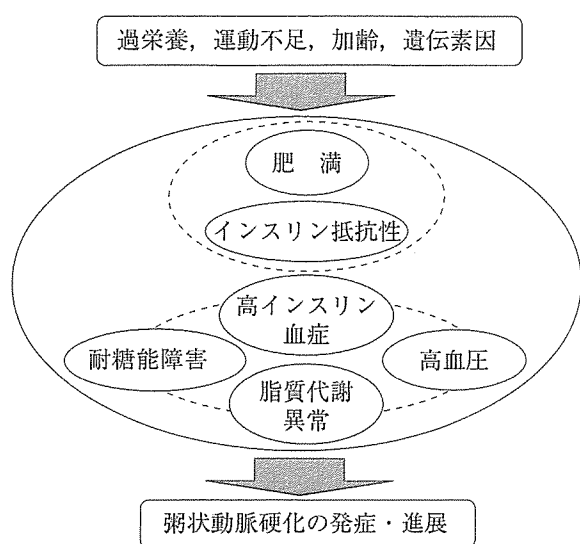 過栄養，運動不足，加齢，遺伝素因
肥　満
インスリン抵抗性
高インスリン
血症
耐糖能障害
高血圧
脂質代謝
異常
粥状動脈硬化の発症・進展